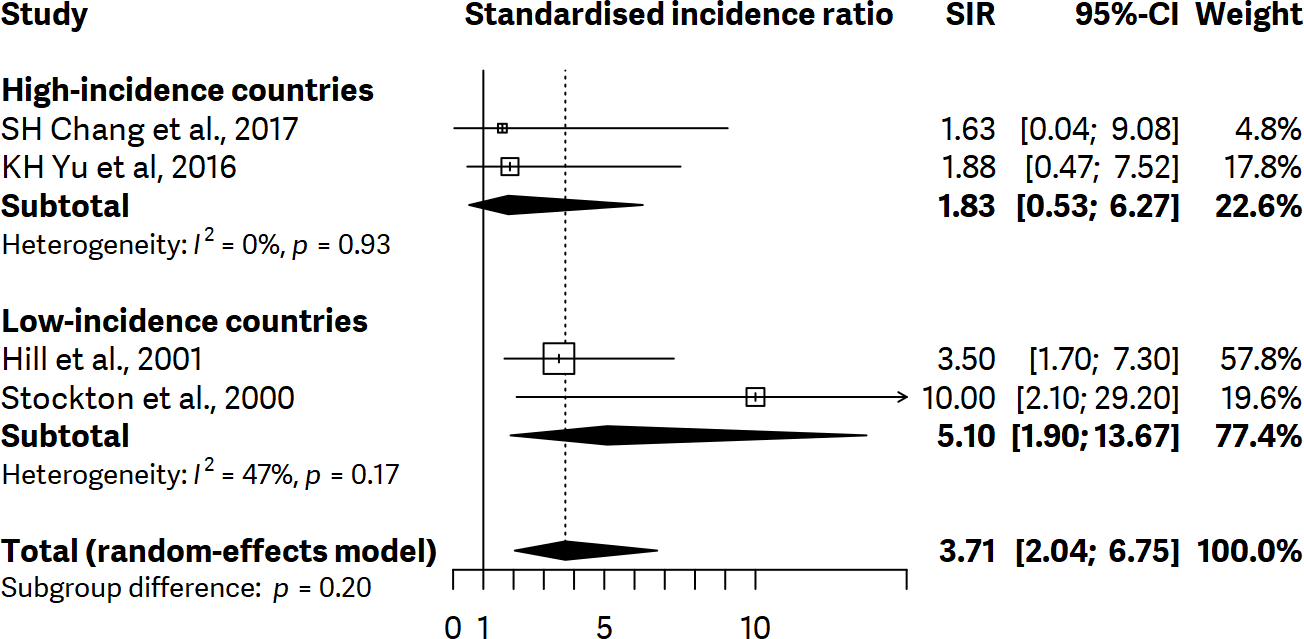 Study Standardised incidence ratio SIR 95%-CI Weight
High-incidence countries
SH Chang et al., 2017 1.63 [0.04; 9.08] 4.8%
KH Yu et al, 2016 1.88 [0.47; 7.52] 17.8%
Subtotal 1.83 [0.53; 6.27] 22.6%
Heterogeneity: I² = 0%, p = 0.93
Low-incidence countries
Hill et al., 2001 3.50 [1.70; 7.30] 57.8%
Stockton et al., 2000 10.00 [2.10; 29.20] 19.6%
Subtotal 5.10 [1.90; 13.67] 77.4%
Heterogeneity: I² = 47%, p = 0.17
Total (random-effects model) 3.71 [2.04; 6.75] 100.0%
Subgroup difference: p = 0.20
0 1 5 10